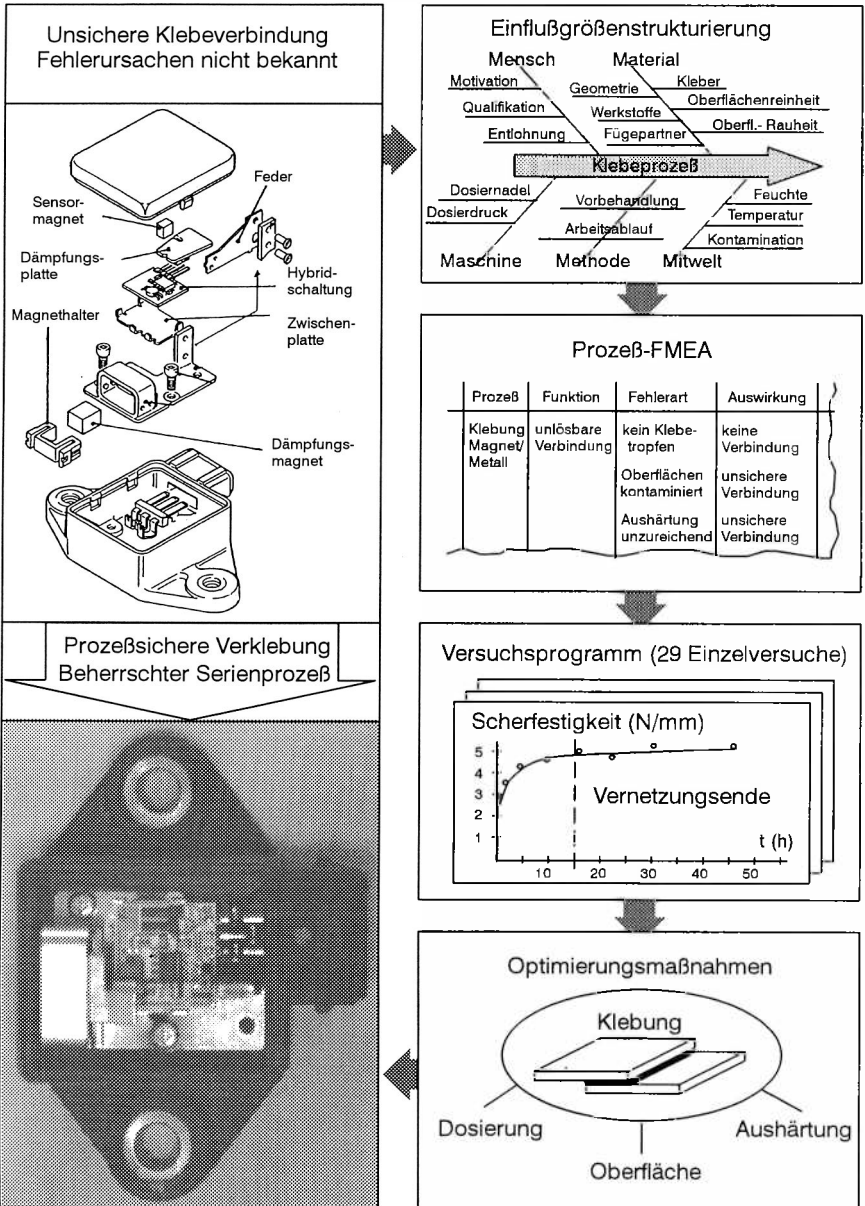 Unsichere Klebeverbindung
Fehlerursachen nicht bekannt
Sensor-
magnet
Feder
Dämpfungs-
platte
Hybrid-
schaltung
Magnethalter
Zwischen-
platte
Dämpfungs-
magnet
Prozeßsichere Verklebung
Beherrschter Serienprozeß
Einflußgrößenstrukturierung
Mensch Material
Motivation Geometrie Kleber
Qualifikation Werkstoffe Oberflächenreinheit
Entlohnung Fügepartner Oberfl.- Rauheit
Klebeprozeß
Dosiernadel Vorbehandlung Feuchte
Dosierdruck Arbeitsablauf Temperatur
Kontamination
Maschine Methode Mitwelt
Prozeß-FMEA
Prozeß Funktion Fehlerart Auswirkung
Klebung unlösbare kein Klebe- keine
Magnet/ Verbindung tropfen Verbindung
Metall
Oberflächen unsichere
kontaminiert Verbindung
Aushärtung unsichere
unzureichend Verbindung
Versuchsprogramm (29 Einzelversuche)
Scherfestigkeit (N/mm)
5
4
3
2
1
Vernetzungsende
t (h)
10 20 30 40 50
Optimierungsmaßnahmen
Klebung
Dosierung Aushärtung
Oberfläche